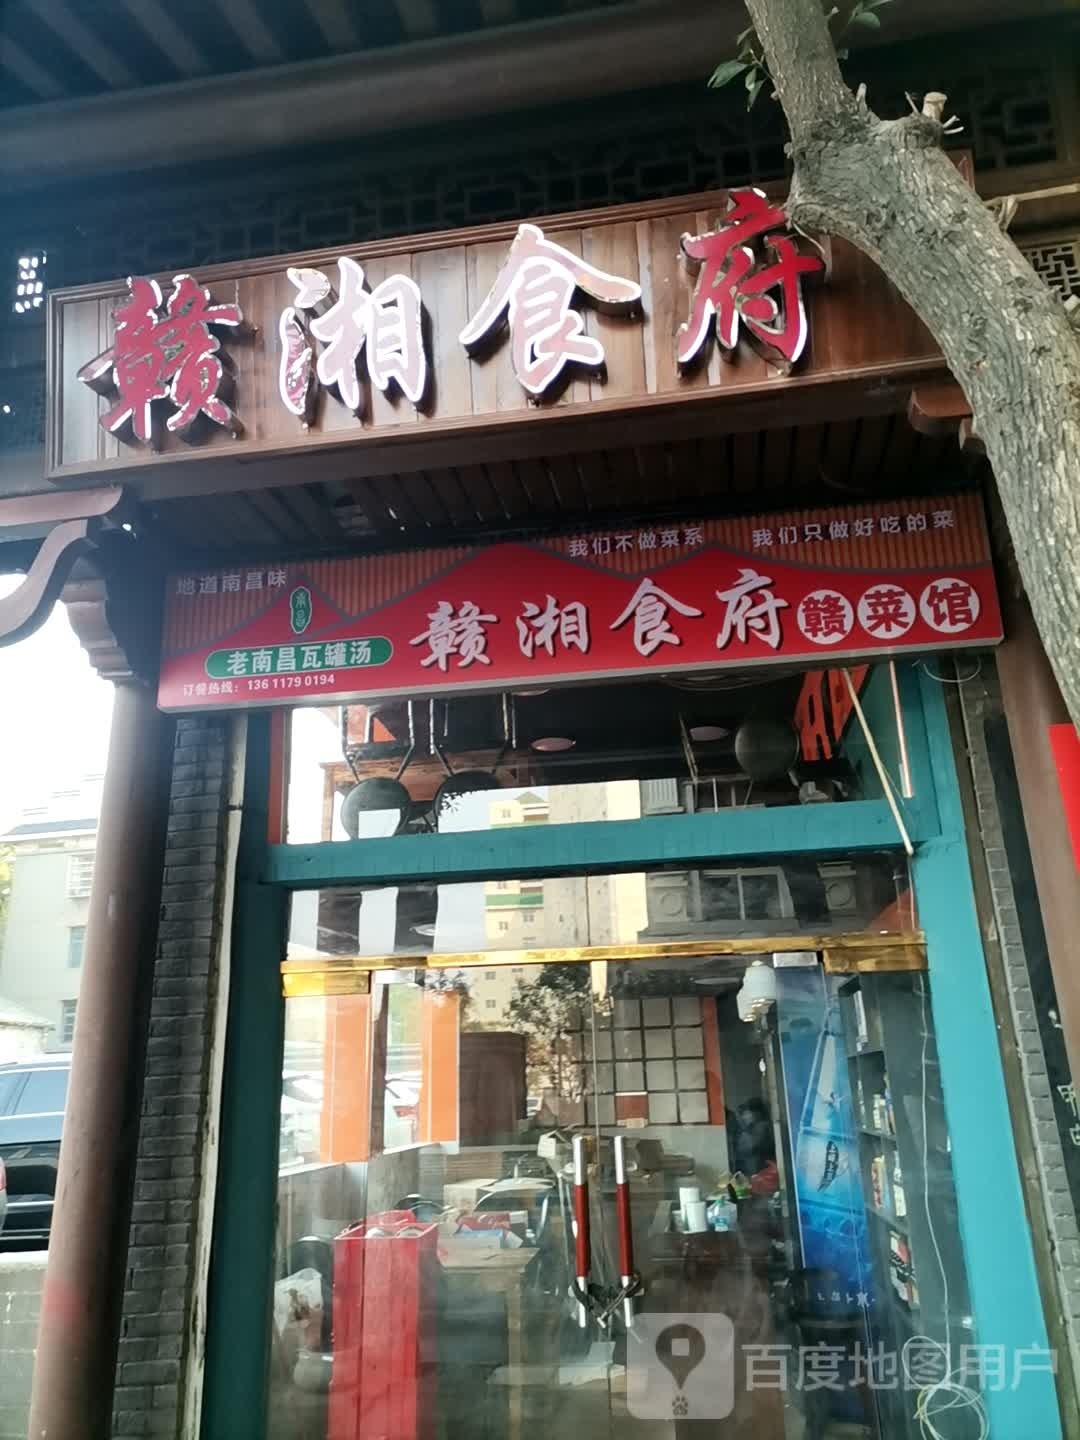 赣湘食府
地道南昌味
我们不做菜系 我们只做好吃的菜
南昌
老南昌瓦罐汤
赣湘食府赣菜馆
订餐热线：136 1179 0194
百度地图用户